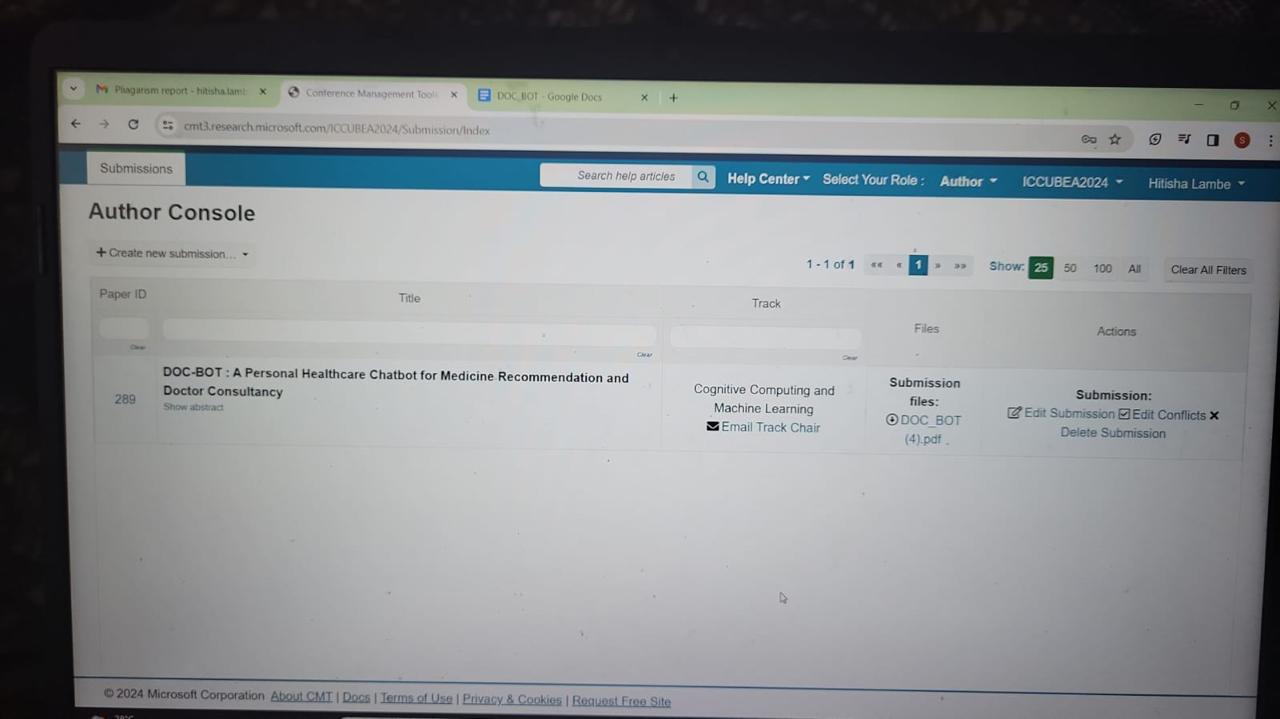 Pliagarism report - hitisha.lamb
Conference Management Toolk
DOC_BOT - Google Docs
cmt3.research.microsoft.com/ICCUBEA2024/Submission/Index
S
Submissions
Search help articles
Help Center
Select Your Role :
Author
ICCUBEA2024
Hitisha Lambe
Author Console
+ Create new submission...
1 - 1 of 1 «« « 1 » »»
Show: 25 50 100 All
Clear All Filters
Paper ID
Title
Track
Files
Actions
Clear
Clear
Clear
289
DOC-BOT : A Personal Healthcare Chatbot for Medicine Recommendation and
Doctor Consultancy
Show abstract
Cognitive Computing and
Machine Learning
Email Track Chair
Submission
files:
DOC_BOT
(4).pdf
Submission:
Edit Submission Edit Conflicts
Delete Submission
© 2024 Microsoft Corporation About CMT | Docs | Terms of Use | Privacy & Cookies | Request Free Site